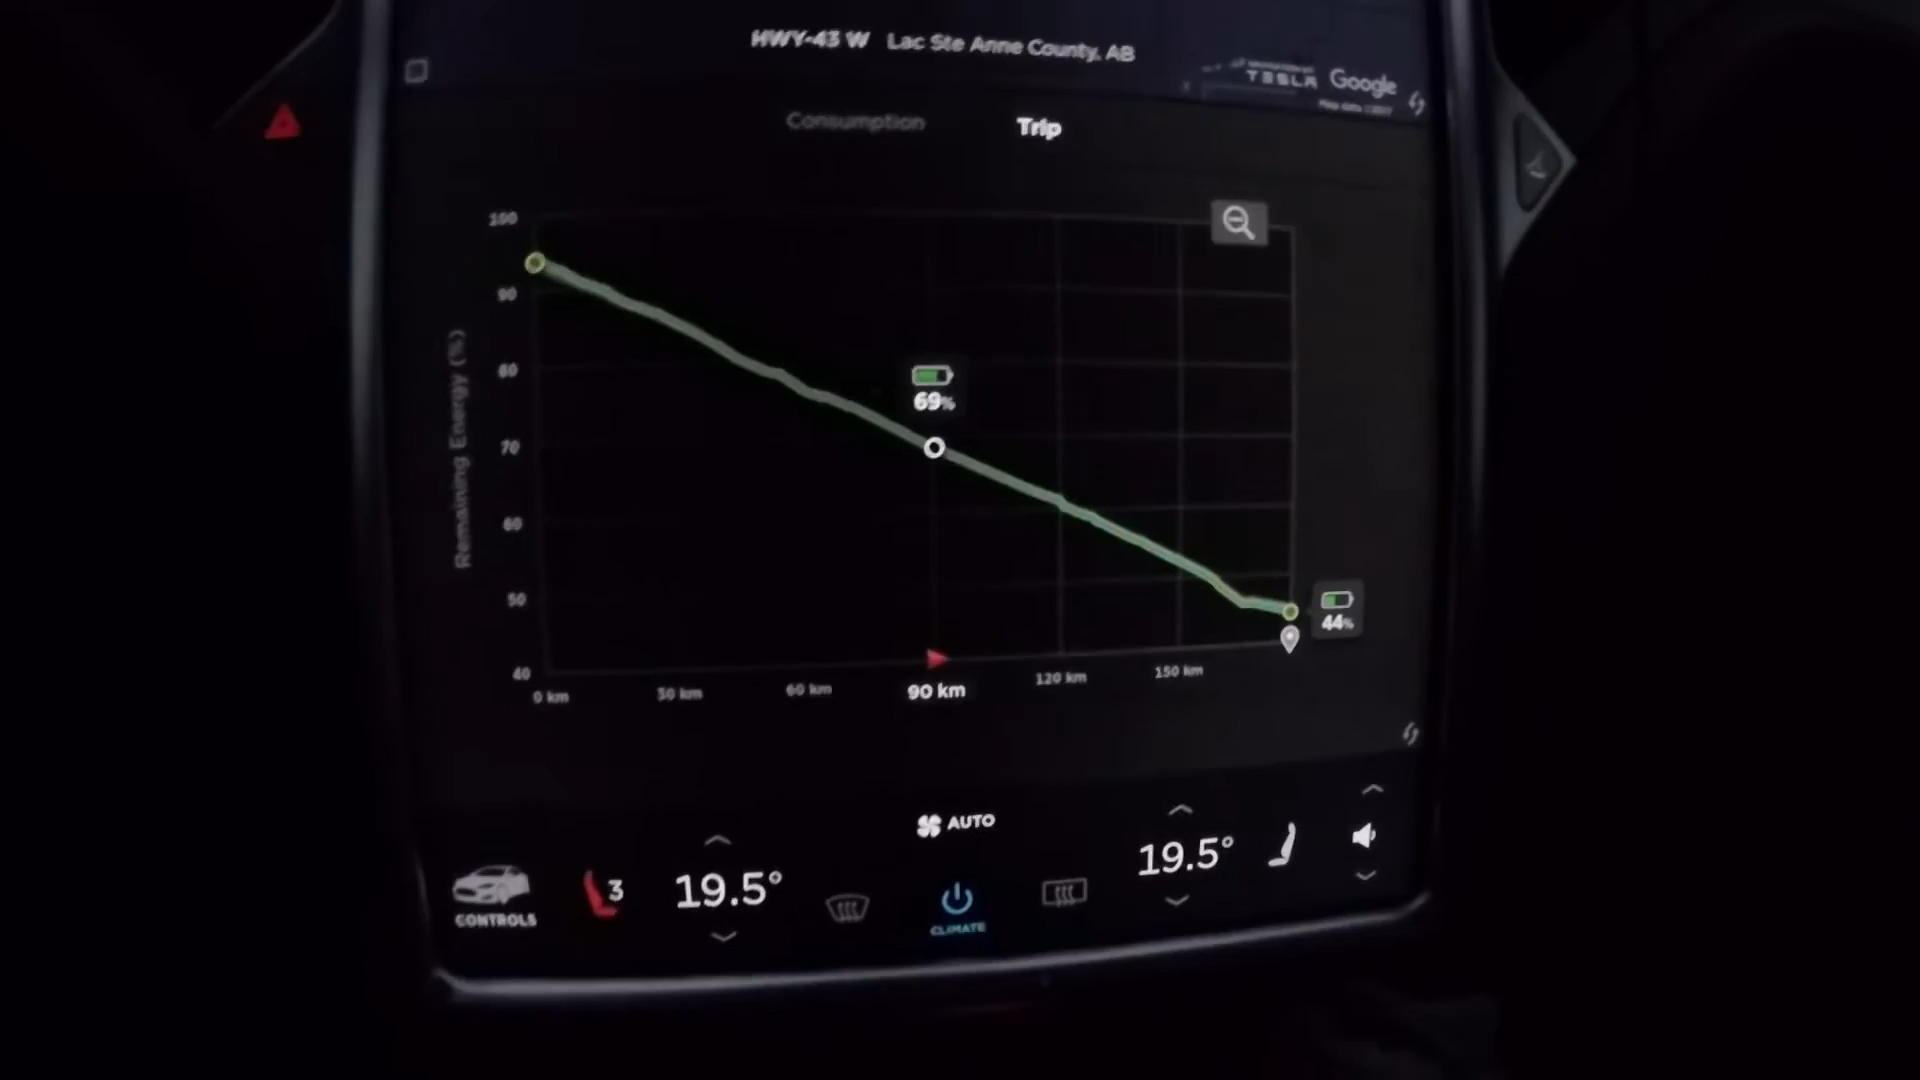 HWY-43 W Lac Ste Anne County, AB
TESLA Google
Consumption Trip
100
90
80
70
60
50
40
Remaining Energy (%)
69%
44%
0 km 30 km 60 km 90 km 120 km 150 km
AUTO
CONTROLS
3
19.5°
CLIMATE
19.5°